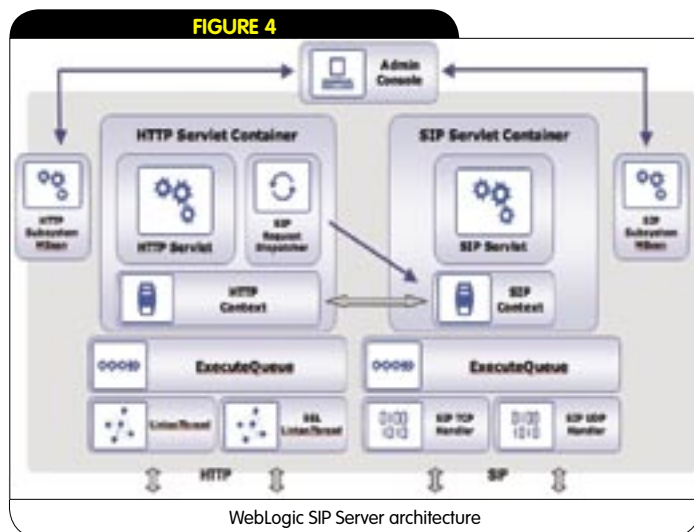 FIGURE 4
Admin
Console
HTTP Servlet Container
SIP Servlet Container
HTTP
Subsystem
MBean
HTTP Servlet
SIP
Request
Dispatcher
SIP Servlet
SIP
Subsystem
MBean
HTTP
Context
SIP
Context
ExecuteQueue
ExecuteQueue
ListenThread
SSL
ListenThread
SIP TCP
Handler
SIP UDP
Handler
HTTP
SIP
WebLogic SIP Server architecture